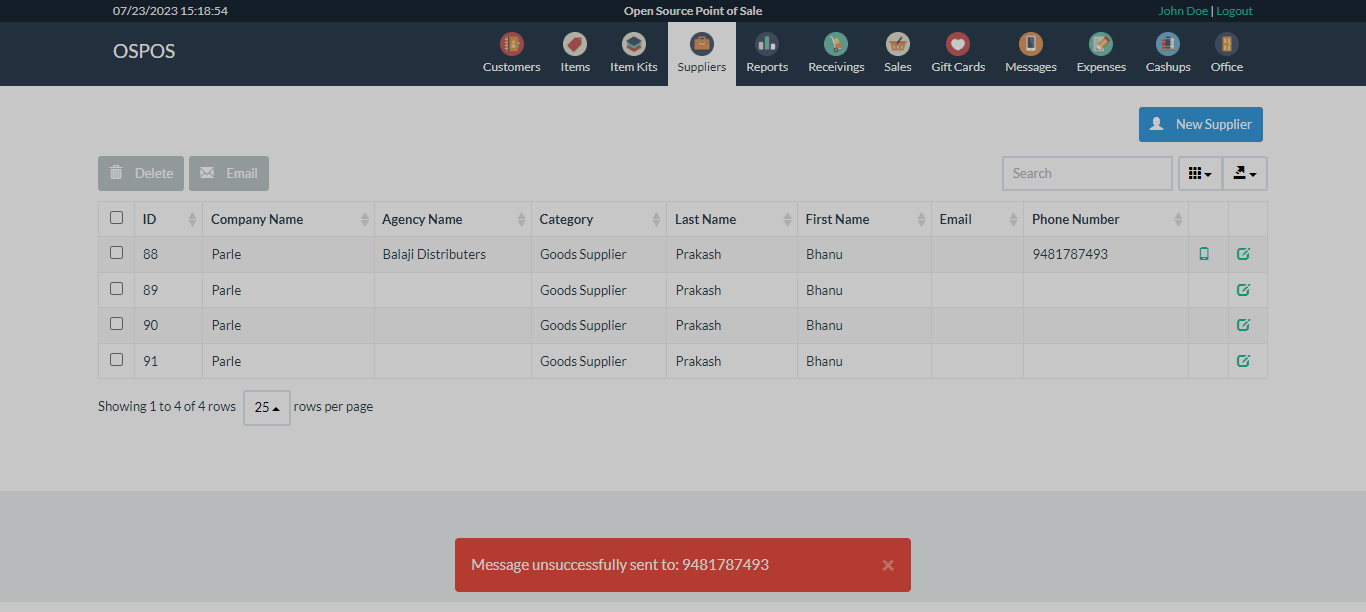 07/23/2023 15:18:54 Open Source Point of Sale John Doe | Logout
OSPOS Customers Items Item Kits Suppliers Reports Receivings Sales Gift Cards Messages Expenses Cashups Office
New Supplier
Delete Email Search
ID Company Name Agency Name Category Last Name First Name Email Phone Number
88 Parle Balaji Distributers Goods Supplier Prakash Bhanu 9481787493
89 Parle Goods Supplier Prakash Bhanu
90 Parle Goods Supplier Prakash Bhanu
91 Parle Goods Supplier Prakash Bhanu
Showing 1 to 4 of 4 rows 25 rows per page
Message unsuccessfully sent to: 9481787493 ×